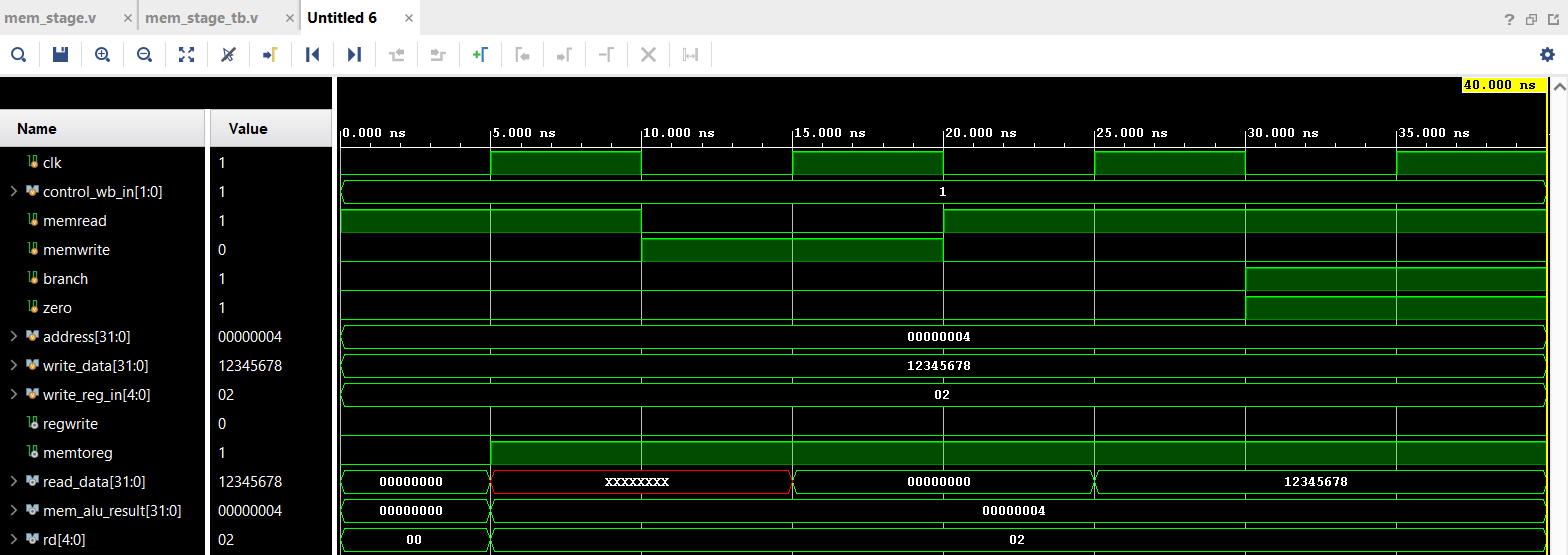 mem_stage.v × mem_stage_tb.v × Untitled 6 ×
?
40.000 ns
Name Value
0.000 ns 5.000 ns 10.000 ns 15.000 ns 20.000 ns 25.000 ns 30.000 ns 35.000 ns
clk 1
control_wb_in[1:0] 1 1
memread 1
memwrite 0
branch 1
zero 1
address[31:0] 00000004 00000004
write_data[31:0] 12345678 12345678
write_reg_in[4:0] 02 02
regwrite 0
memtoreg 1
read_data[31:0] 12345678 00000000 XXXXXXXX 00000000 12345678
mem_alu_result[31:0] 00000004 00000000 00000004
rd[4:0] 02 00 02